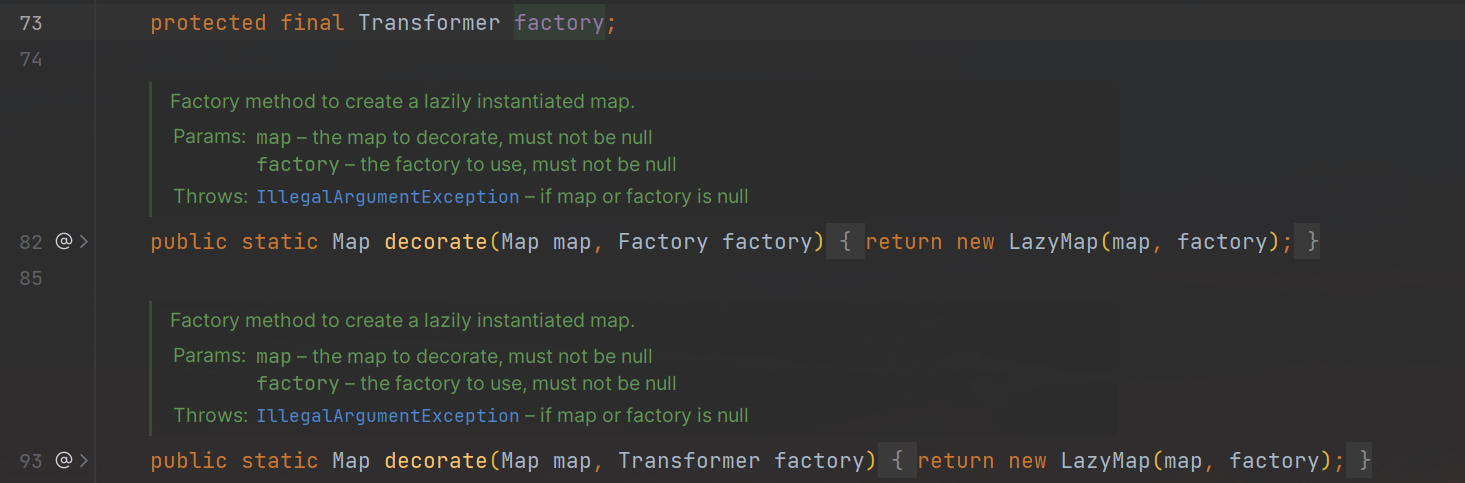 73 protected final Transformer factory;
74
Factory method to create a lazily instantiated map.
Params: map – the map to decorate, must not be null
factory – the factory to use, must not be null
Throws: IllegalArgumentException – if map or factory is null
82 @ > public static Map decorate(Map map, Factory factory) { return new LazyMap(map, factory); }
85
Factory method to create a lazily instantiated map.
Params: map – the map to decorate, must not be null
factory – the factory to use, must not be null
Throws: IllegalArgumentException – if map or factory is null
93 @ > public static Map decorate(Map map, Transformer factory) { return new LazyMap(map, factory); }